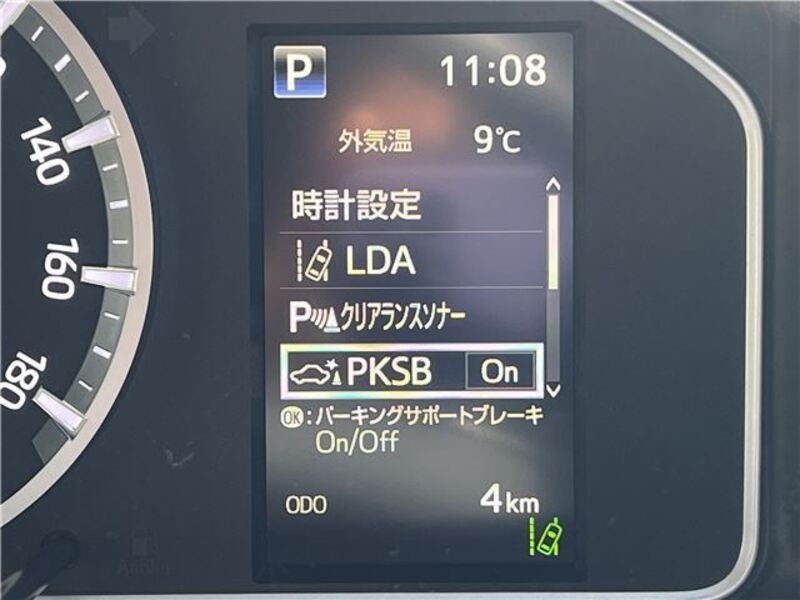 P 11:08
外気温 9℃
時計設定
LDA
P クリアランスソナー
PKSB On
OK:パーキングサポートブレーキ
On/Off
ODO 4km
140
160
180